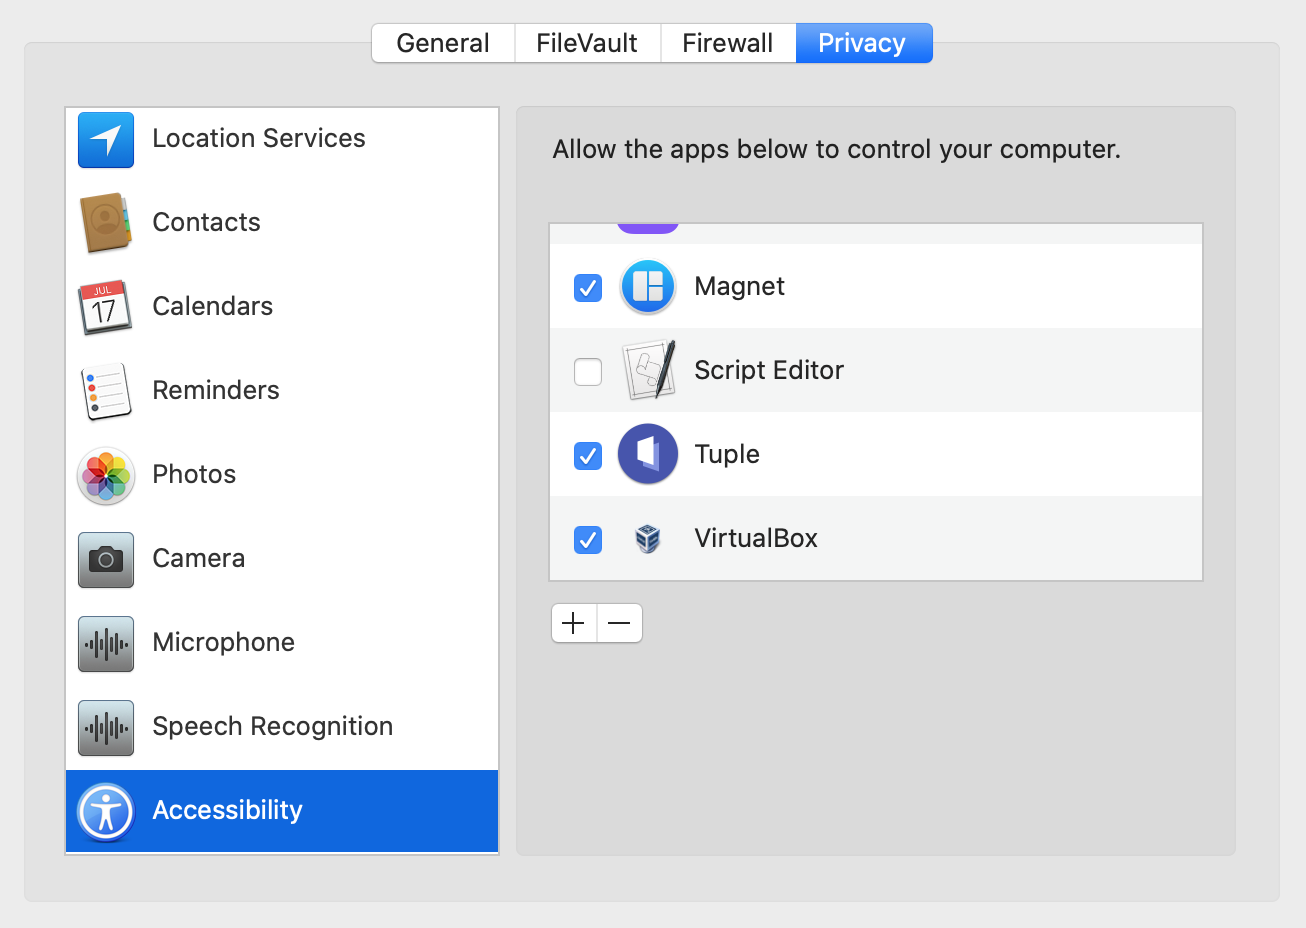 General
FileVault
Firewall
Privacy
Location Services
Contacts
JUL
17
Calendars
Reminders
Photos
Camera
Microphone
Speech Recognition
Accessibility
Allow the apps below to control your computer.
Magnet
Script Editor
Tuple
VirtualBox